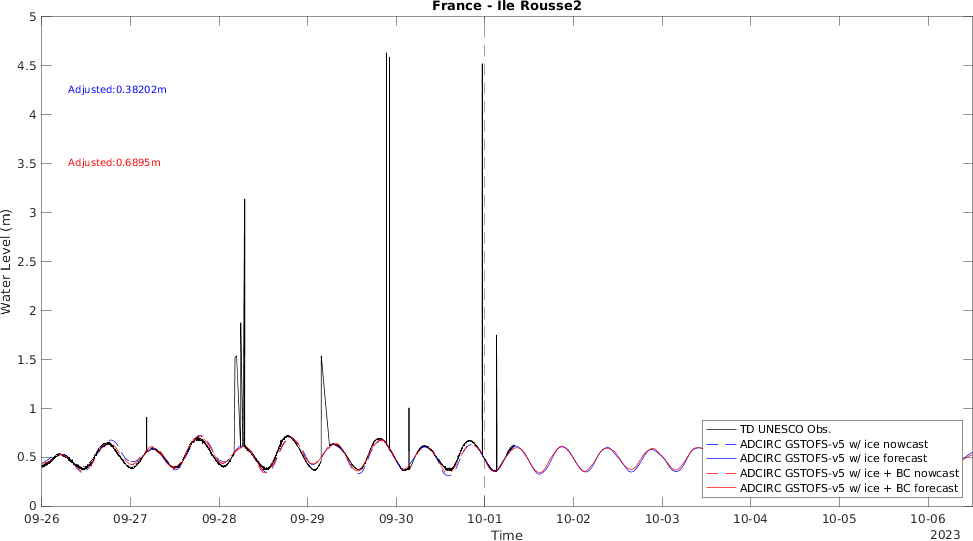 France - Ile Rousse2
5
4.5
4
3.5
3
2.5
2
1.5
1
0.5
0
Water Level (m)
Adjusted:0.38202m
Adjusted:0.6895m
TD UNESCO Obs.
ADCIRC GSTOFS-v5 w/ ice nowcast
ADCIRC GSTOFS-v5 w/ ice forecast
ADCIRC GSTOFS-v5 w/ ice + BC nowcast
ADCIRC GSTOFS-v5 w/ ice + BC forecast
09-26 09-27 09-28 09-29 09-30 10-01 10-02 10-03 10-04 10-05 10-06
Time
2023